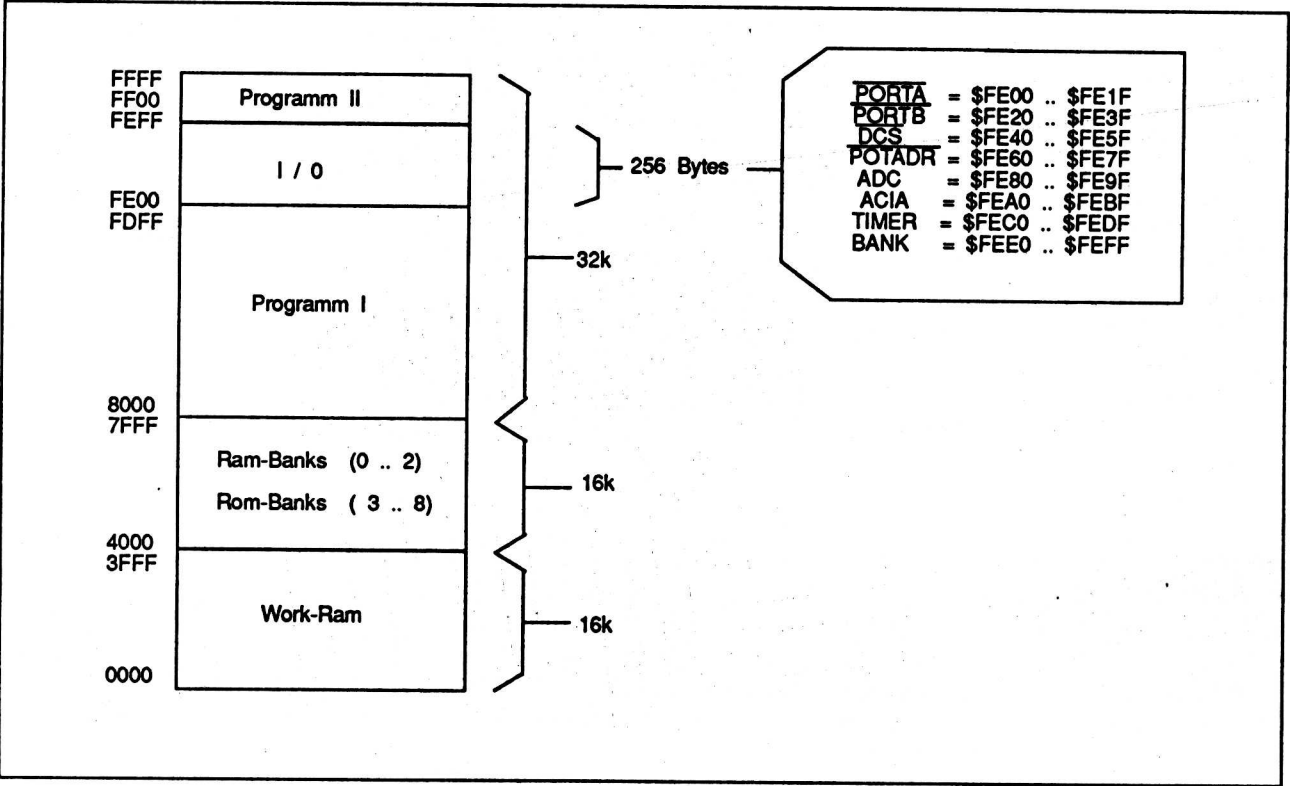 FFFF
FF00
FEFF
Programm II
I / 0
FE00
FDFF
Programm I
8000
7FFF
Ram-Banks (0 .. 2)
Rom-Banks ( 3 .. 8)
4000
3FFF
Work-Ram
0000
256 Bytes
32k
16k
16k
PORTA = $FE00 .. $FE1F
PORTB = $FE20 .. $FE3F
DCS = $FE40 .. $FE5F
POTADR = $FE60 .. $FE7F
ADC = $FE80 .. $FE9F
ACIA = $FEA0 .. $FEBF
TIMER = $FEC0 .. $FEDF
BANK = $FEE0 .. $FEFF